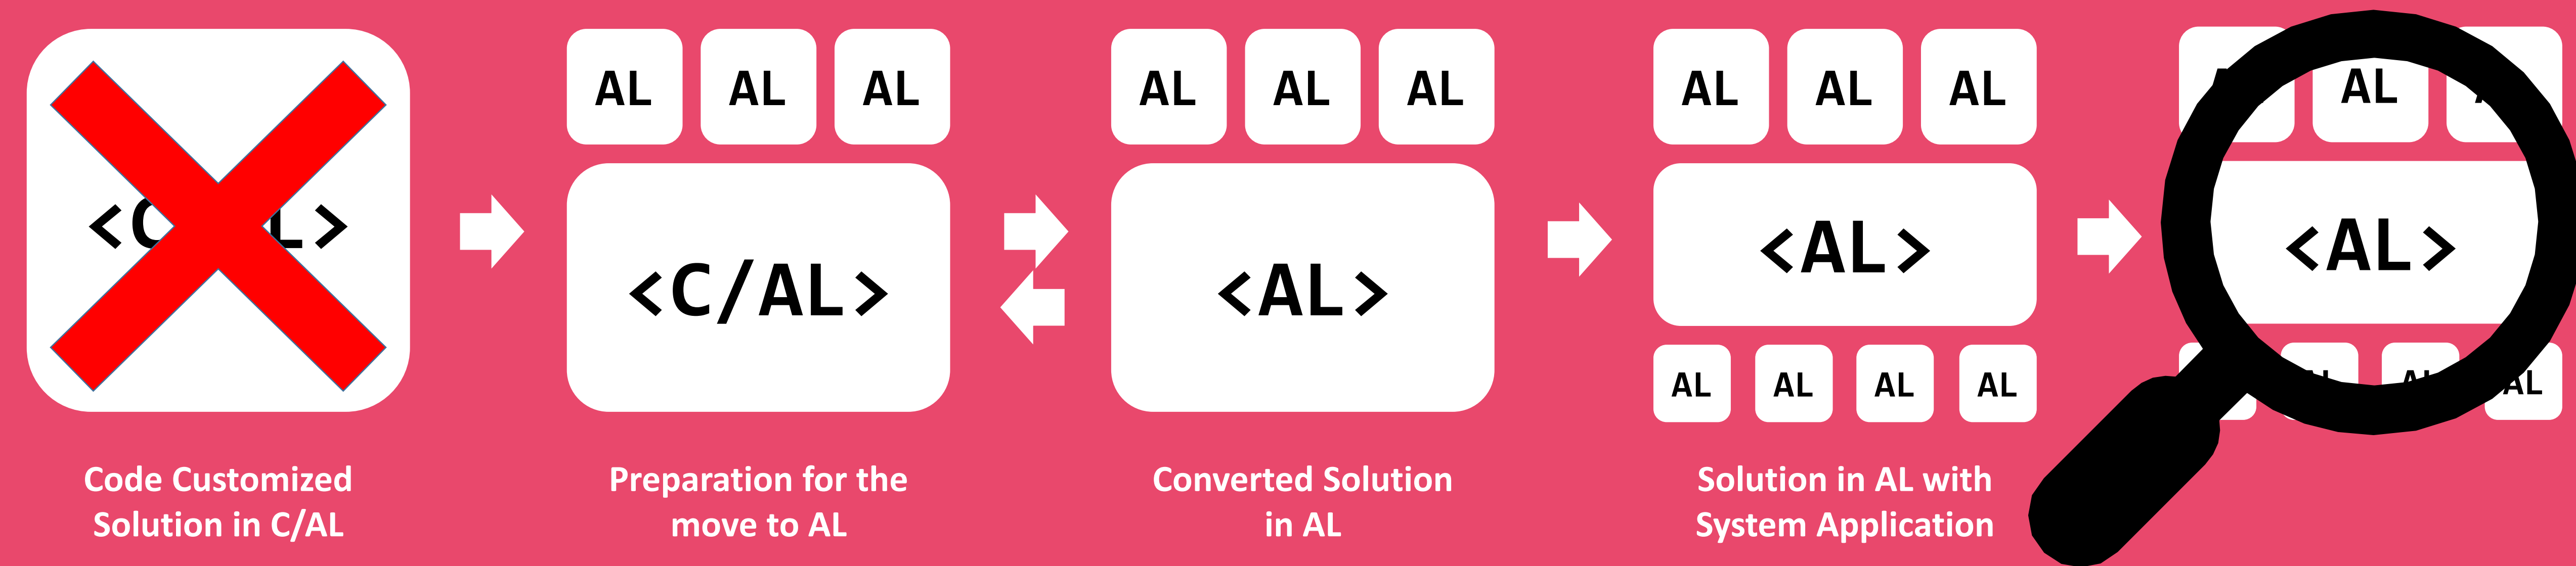 <C L>
Code Customized
Solution in C/AL
AL AL AL
<C/AL>
Preparation for the
move to AL
AL AL AL
<AL>
Converted Solution
in AL
AL AL AL
<AL>
AL AL AL AL
Solution in AL with
System Application
AL
<AL>
AL